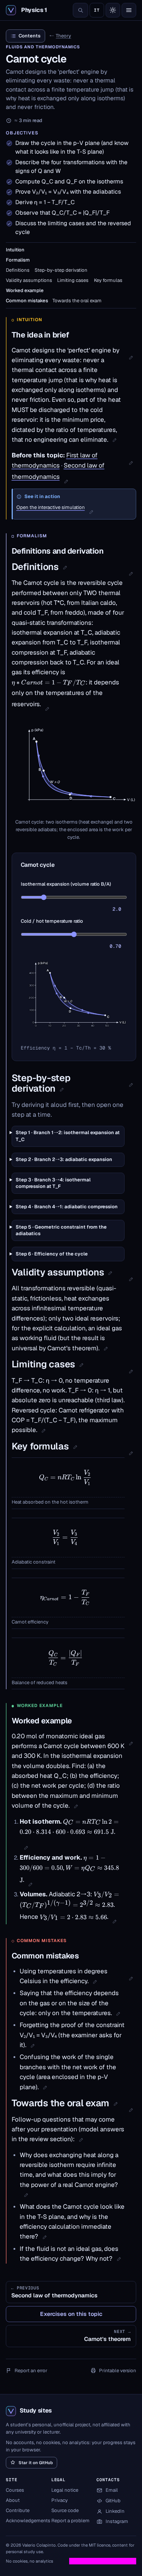 Physics 1
IT
Contents
← Theory
FLUIDS AND THERMODYNAMICS
Carnot cycle
Carnot designs the 'perfect' engine by
eliminating every waste: a thermal
contact at finite temperature difference
and no avoidable friction.
~ 3 min read
OBJECTIVES
Draw the cycle in the p-V plane (and know
what it looks like in the T-S plane)
Describe the four transformations with the
signs of Q and W
Compute Q_C and Q_F on the isotherms
Prove V₂/V₁ = V₃/V₄ with the adiabatics
Derive η = 1 - T_F/T_C
Observe that Q_C/T_C = |Q_F|/T_F
Discuss the limiting cases and the reversed
cycle
Intuition
Formalism
Definitions Step-by-step derivation
Validity assumptions Limiting cases Key formulas
Worked example
Common mistakes Towards the oral exam
INTUITION
The idea in brief
Carnot designs the 'perfect' engine by
eliminating every waste: never a
thermal contact across a finite
temperature jump (that is why heat is
exchanged only along isotherms) and
never friction. Even so, part of the heat
MUST be discharged to the cold
reservoir: it is the minimum price,
dictated by the ratio of temperatures,
that no engineering can eliminate.
Before this topic: First law of
thermodynamics · Second law of
thermodynamics
See it in action
Open the interactive simulation
FORMALISM
Definitions and derivation
Definitions
The Carnot cycle is the reversible cycle
performed between only TWO thermal
reservoirs (hot T°C, from Italian caldo,
and cold T_F, from freddo), made of four
quasi-static transformations:
isothermal expansion at T_C, adiabatic
expansion from T_C to T_F, isothermal
compression at T_F, adiabatic
compression back to T_C. For an ideal
gas its efficiency is
η • Carnot = 1 − TF/TC: it depends
only on the temperatures of the
reservoirs.
Carnot cycle: two isothermals (heat exchange) and two
reversible adiabatics; the enclosed area is the work per
cycle.
Carnot cycle
Isothermal expansion (volume ratio B/A)
2.0
Cold / hot temperature ratio
0.70
Efficiency η = 1 - Tc/Th = 30 %
Step-by-step
derivation
Try deriving it aloud first, then open one
step at a time.
Step 1 · Branch 1→2: isothermal expansion at
T_C
Step 2 · Branch 2→3: adiabatic expansion
Step 3 · Branch 3→4: isothermal
compression at T_F
Step 4 · Branch 4→1: adiabatic compression
Step 5 · Geometric constraint from the
adiabatics
Step 6 · Efficiency of the cycle
Validity assumptions
All transformations reversible (quasi-
static, frictionless, heat exchanges
across an infinitesimal temperature
difference); only two ideal reservoirs;
for the explicit calculation, an ideal gas
as working fluid (but the result is
universal by Carnot's theorem).
Limiting cases
T_F → T_C: η → 0, no temperature
difference, no work. T_F → 0: η → 1, but
absolute zero is unreachable (third law).
Reversed cycle: Carnot refrigerator with
COP = T_F/(T_C − T_F), the maximum
possible.
Key formulas
Q_C = nRT_C ln V_2/V_1
Heat absorbed on the hot isotherm
V_2/V_1 = V_3/V_4
Adiabatic constraint
η_Carnot = 1 − T_F/T_C
Carnot efficiency
Q_C/T_C = |Q_F|/T_F
Balance of reduced heats
WORKED EXAMPLE
Worked example
0.20 mol of monatomic ideal gas
performs a Carnot cycle between 600 K
and 300 K. In the isothermal expansion
the volume doubles. Find: (a) the
absorbed heat Q_C; (b) the efficiency;
(c) the net work per cycle; (d) the
ratio between the maximum and minimum
volumes of the cycle.
1. Hot isotherm. Q_C = nRT_C ln 2 =
0.20 · 8.314 · 600 · 0.693 ≈ 691.5 J.
2. Efficiency and work. η = 1 −
300/600 = 0.50, W = ηQ_C ≈ 345.8
J.
3. Volumes. Adiabatic 2→3: V_3/V_2 =
(T_C/T_F)^1/(γ−1) = 2^3/2 ≈ 2.83.
Hence V_3/V_1 = 2 · 2.83 ≈ 5.66.
COMMON MISTAKES
Common mistakes
• Using temperatures in degrees
Celsius in the efficiency.
• Saying that the efficiency depends
on the gas or on the size of the
cycle: only on the temperatures.
• Forgetting the proof of the constraint
V₂/V₁ = V₃/V₄ (the examiner asks for
it).
• Confusing the work of the single
branches with the net work of the
cycle (the area enclosed in the p-V
plane).
Towards the oral exam
Follow-up questions that may come
after your presentation (model answers
in the review section):
• Why does exchanging heat along a
reversible isotherm require infinite
time, and what does this imply for
the power of a real Carnot engine?
• What does the Carnot cycle look like
in the T-S plane, and why is the
efficiency calculation immediate
there?
• If the fluid is not an ideal gas, does
the efficiency change? Why not?
← PREVIOUS
Second law of thermodynamics
Exercises on this topic
NEXT →
Carnot's theorem
Report an error
Printable version
Study sites
A student's personal, unofficial project, not affiliated with
any university or lecturer.
No accounts, no cookies, no analytics: your progress stays
in your browser.
Star it on GitHub
SITE
LEGAL
CONTACTS
Courses
Legal notice
Email
About
Privacy
GitHub
Contribute
Source code
LinkedIn
Acknowledgements
Report a problem
Instagram
© 2026 Valerio Colapinto. Code under the MIT license, content for
personal study use.
No cookies, no analytics